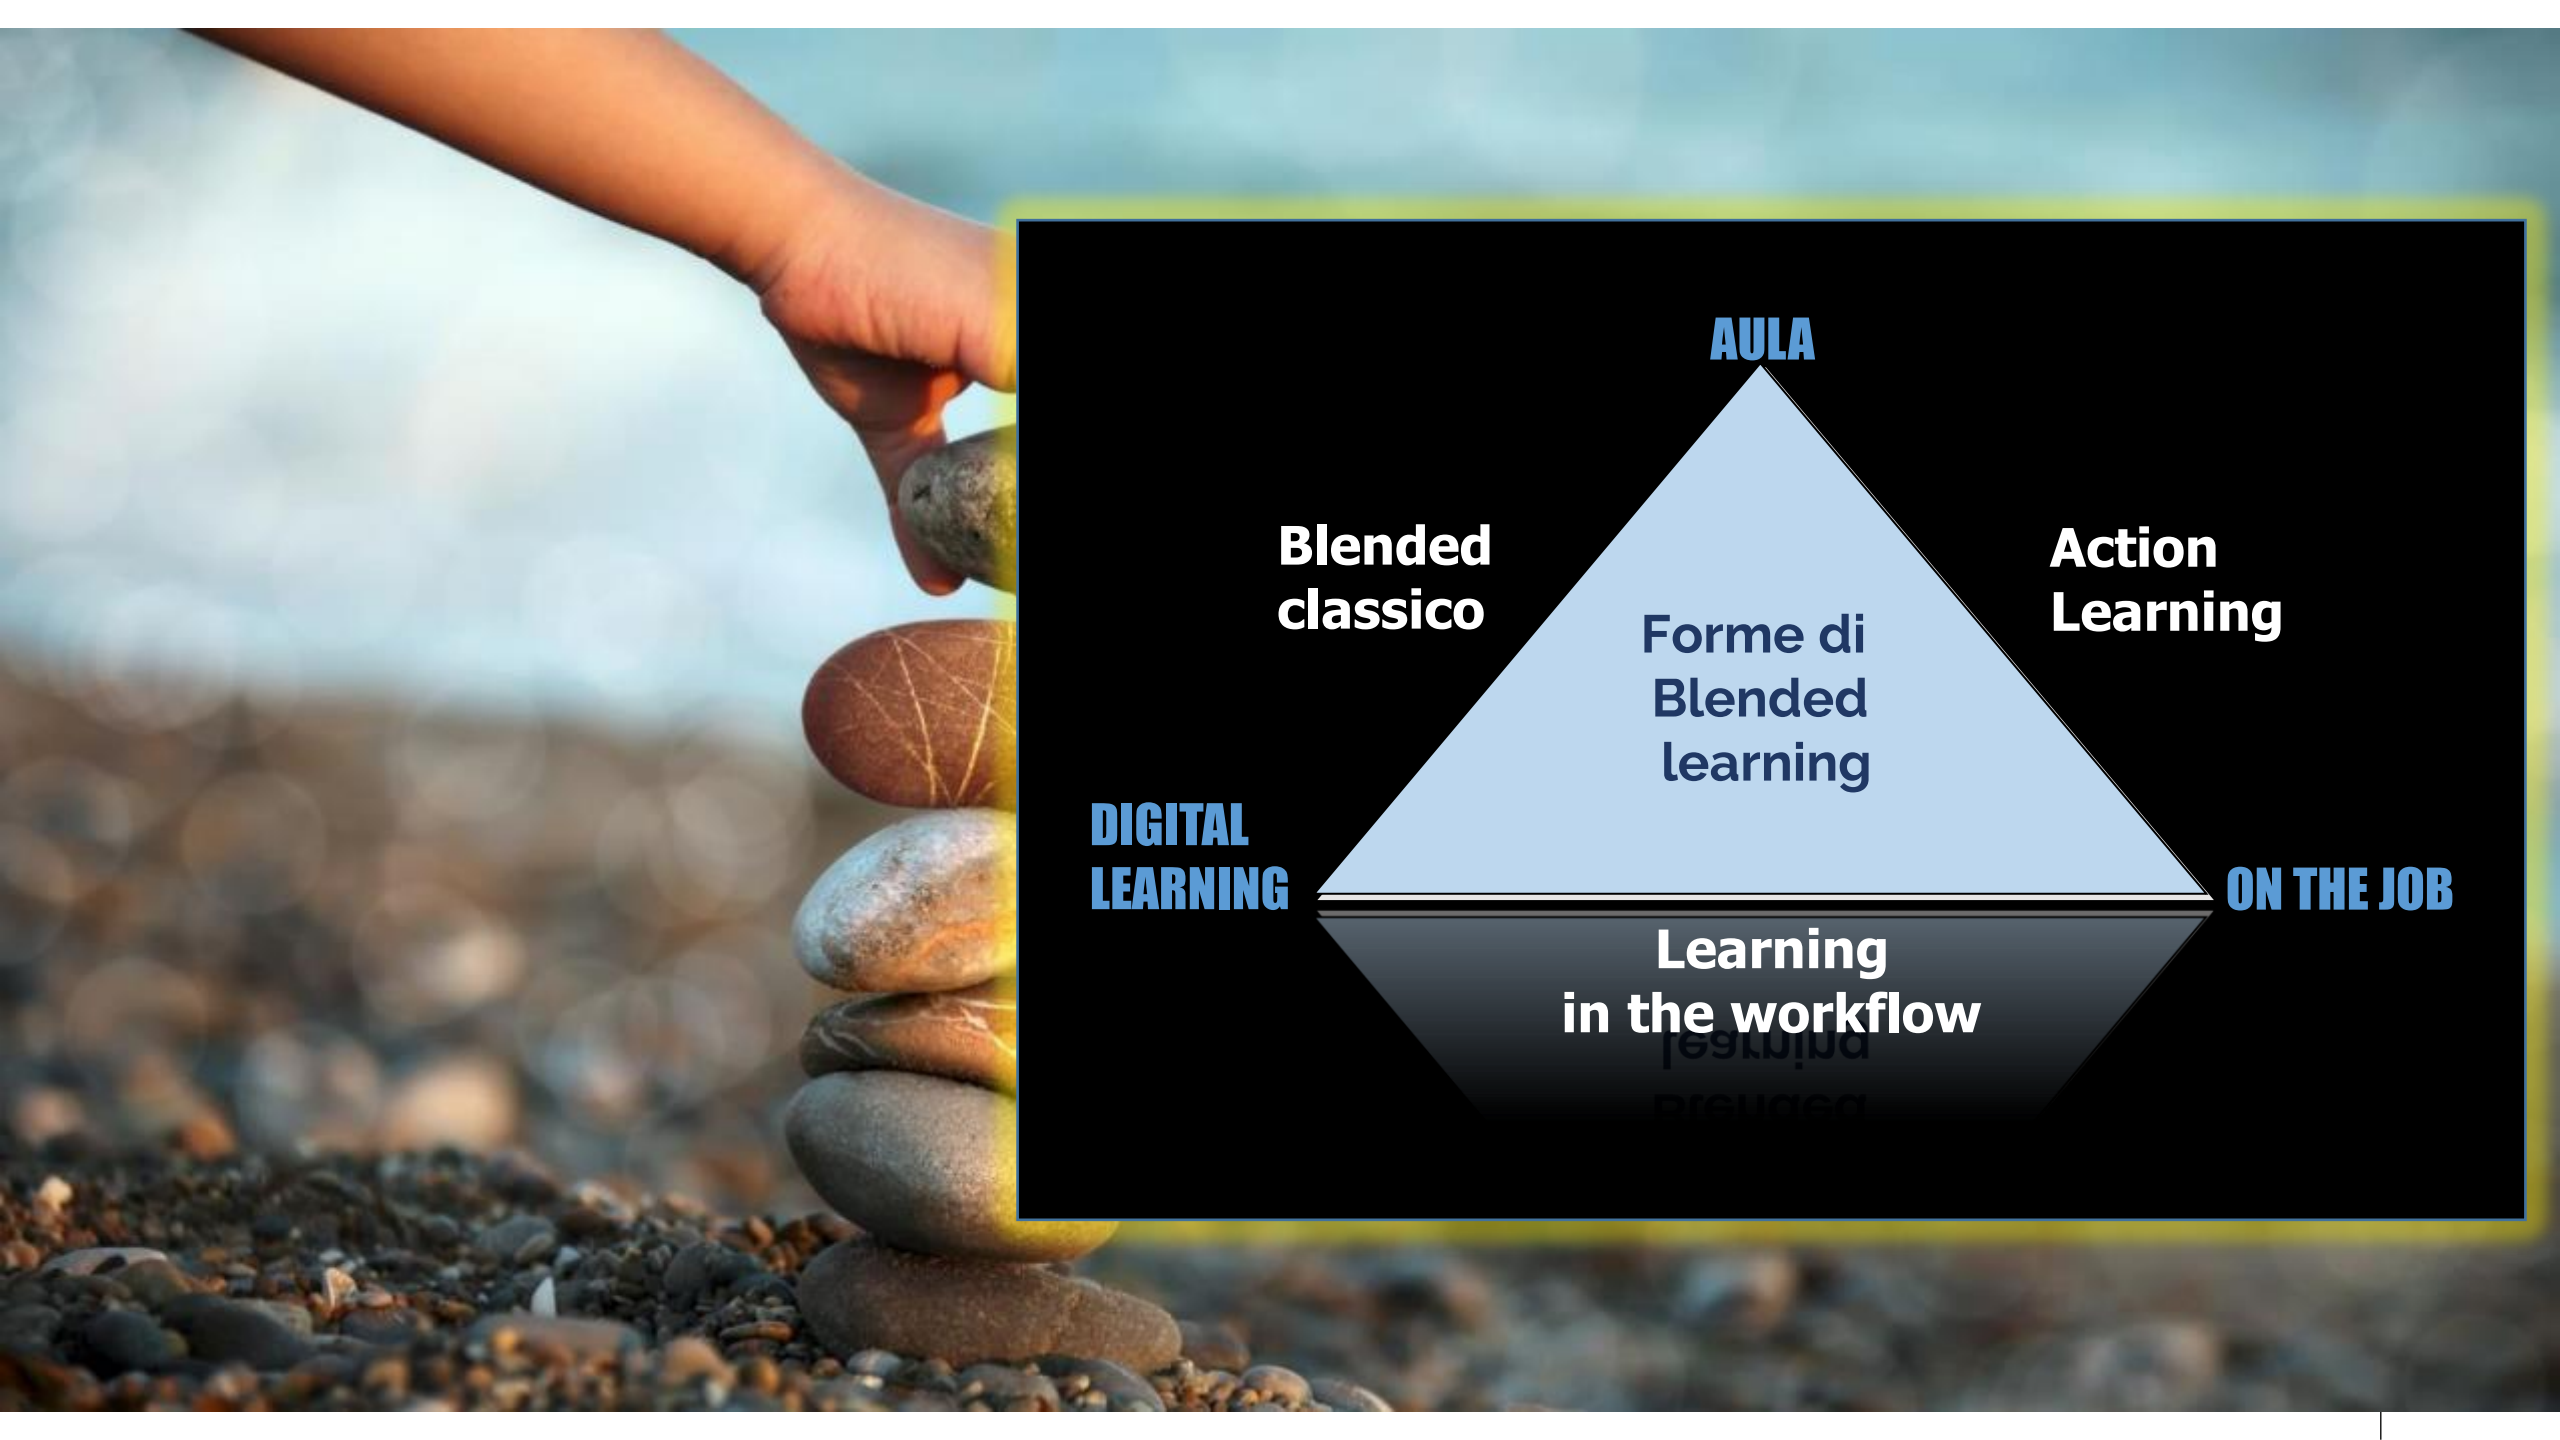 AULA
Blended
classico
Action
Learning
Forme di
Blended
learning
DIGITAL
LEARNING
ON THE JOB
Learning
in the workflow